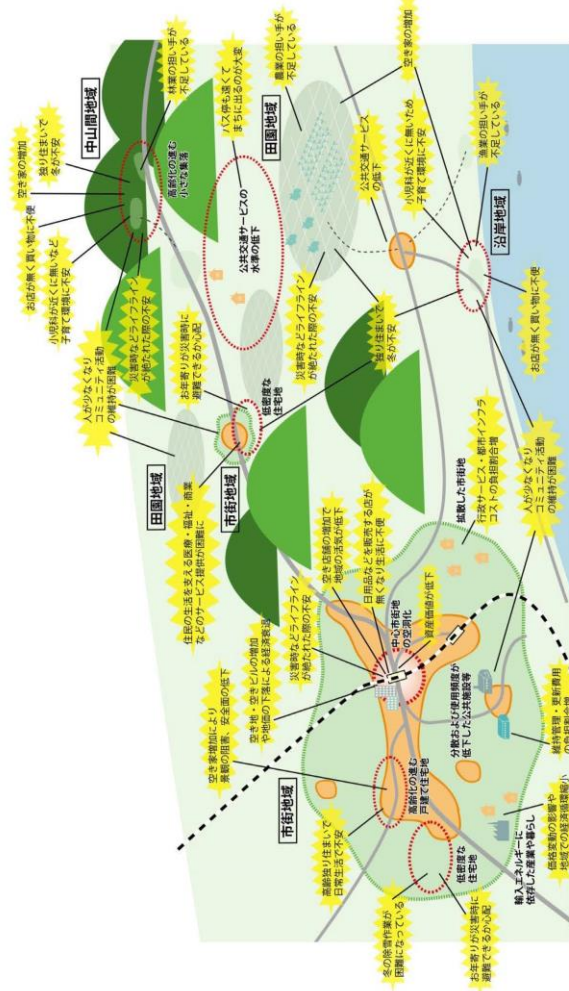 市街地域
高齢独り住まいで
日常生活で不安
空き家増加により
景観の阻害、安全面の低下
空き地・空きビルの増加
や地価の下落による経済衰退
災害時などライフライン
が絶たれた際の不安
空き店舗の増加で
地域の活気が低下
日用品などを販売する店が
無くなり生活に不便
中心市街地
の空洞化
資産価値が低下
高齢化の進む
戸建て住宅地
冬の除雪作業が
困難になっている
低密度な
住宅地
お年寄りが災害時に
避難できるか心配
輸入エネルギーに
依存した産業や暮らし
価格変動の影響や
地域での経済循環縮小
分散および使用頻度が
低下した公共施設等
維持管理・更新費用
の負担割合増
拡散した市街地
行政サービス・都市インフラ
コストの負担割合増
人が少なくなり
コミュニティ活動
の維持が困難
田園地域
市街地域
住民の生活を支える医療・福祉・商業
などのサービス提供が困難に
人が少なくなり
コミュニティ活動
の維持が困難
お年寄りが災害時に
避難できるか心配
低密度な
住宅地
独り住まいで
冬が不安
中山間地域
空き家の増加
独り住まいで
冬が不安
お店が無く買い物に不便
小児科が近くに無いなど
子育て環境に不安
災害時などライフライン
が絶たれた際の不安
林業の担い手が
不足している
高齢化の進む
小さな集落
バス停も遠くて
まちに出るのが大変
公共交通サービスの
水準の低下
田園地域
農業の担い手が
不足している
災害時などライフライン
が絶たれた際の不安
公共交通サービス
の低下
空き家の増加
小児科が近くに無いため
子育て環境に不安
漁業の担い手が
不足している
沿岸地域
お店が無く買い物に不便